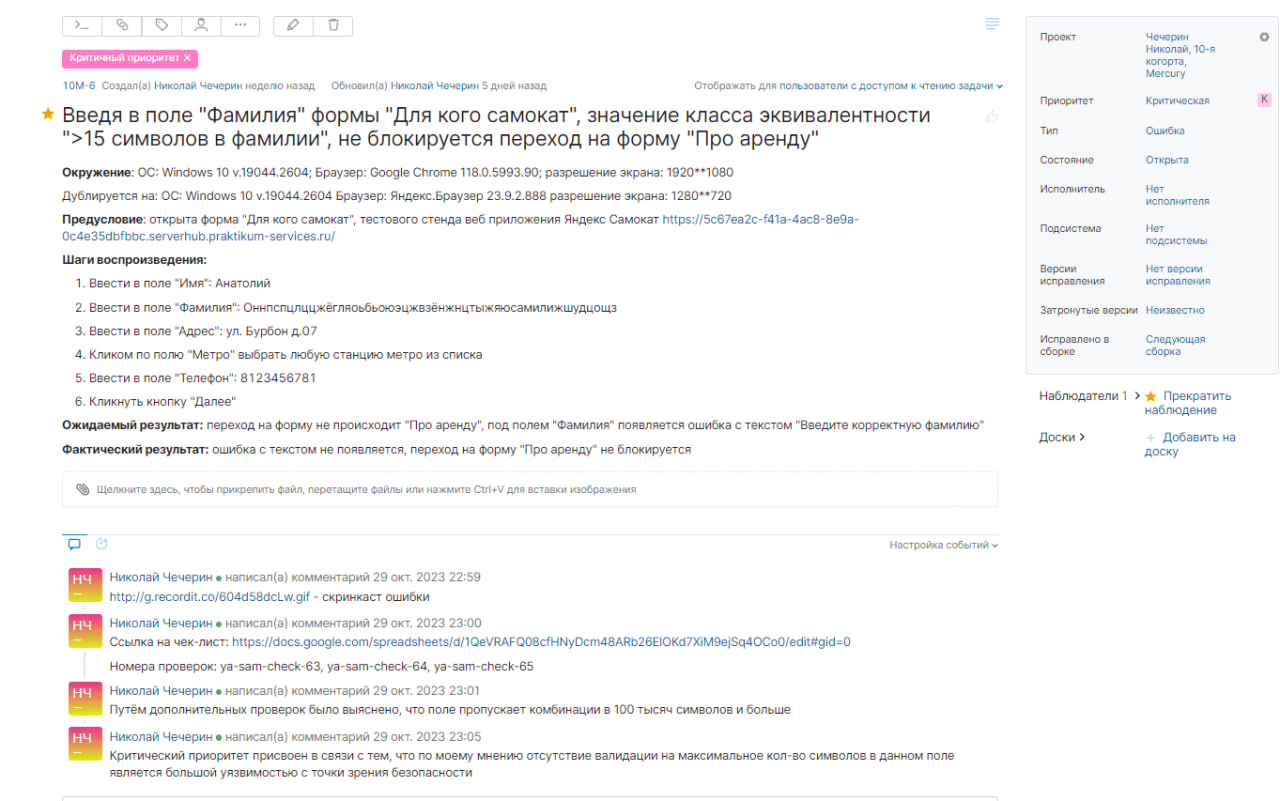 Критичный приоритет ×
10M-6 Создал(а) Николай Чечерин неделю назад Обновил(а) Николай Чечерин 5 дней назад Отображать для пользователи с доступом к чтению задачи
Введя в поле "Фамилия" формы "Для кого самокат", значение класса эквивалентности
">15 символов в фамилии", не блокируется переход на форму "Про аренду"
Окружение: ОС: Windows 10 v.19044.2604; Браузер: Google Chrome 118.0.5993.90; разрешение экрана: 1920**1080
Дублируется на: ОС: Windows 10 v.19044.2604 Браузер: Яндекс.Браузер 23.9.2.888 разрешение экрана: 1280**720
Предусловие: открыта форма "Для кого самокат", тестового стенда веб приложения Яндекс Самокат https://5c67ea2c-f41a-4ac8-8e9a-
0c4e35dbfbbc.serverhub.praktikum-services.ru/
Шаги воспроизведения:
1. Ввести в поле "Имя": Анатолий
2. Ввести в поле "Фамилия": Оннпспцлццжёгляоьбьоюэцжвзёнжнцтыжяюсамилижшудцощз
3. Ввести в поле "Адрес": ул. Бурбон д.07
4. Кликом по полю "Метро" выбрать любую станцию метро из списка
5. Ввести в поле "Телефон": 8123456781
6. Кликнуть кнопку "Далее"
Ожидаемый результат: переход на форму не происходит "Про аренду", под полем "Фамилия" появляется ошибка с текстом "Введите корректную фамилию"
Фактический результат: ошибка с текстом не появляется, переход на форму "Про аренду" не блокируется
Щелкните здесь, чтобы прикрепить файл, перетащите файлы или нажмите Ctrl+V для вставки изображения
Настройка событий
НЧ
Николай Чечерин написал(а) комментарий 29 окт. 2023 22:59
http://g.recordit.co/604d58dcLw.gif - скринкаст ошибки
НЧ
Николай Чечерин написал(а) комментарий 29 окт. 2023 23:00
Ссылка на чек-лист: https://docs.google.com/spreadsheets/d/1QeVRAFQ08cfHNyDcm48ARb26EIOKd7XiM9ejSq4OCo0/edit#gid=0
Номера проверок: ya-sam-check-63, ya-sam-check-64, ya-sam-check-65
НЧ
Николай Чечерин написал(а) комментарий 29 окт. 2023 23:01
Путём дополнительных проверок было выяснено, что поле пропускает комбинации в 100 тысяч символов и больше
НЧ
Николай Чечерин написал(а) комментарий 29 окт. 2023 23:05
Критический приоритет присвоен в связи с тем, что по моему мнению отсутствие валидации на максимальное кол-во символов в данном поле
является большой уязвимостью с точки зрения безопасности
Проект Чечерин
Николай, 10-я
когорта,
Mercury
Приоритет Критическая К
Тип Ошибка
Состояние Открыта
Исполнитель Нет
исполнителя
Подсистема Нет
подсистемы
Версии Нет версии
исправления исправления
Затронутые версии Неизвестно
Исправлено в Следующая
сборке сборка
Наблюдатели 1 Прекратить
наблюдение
Доски + Добавить на
доску